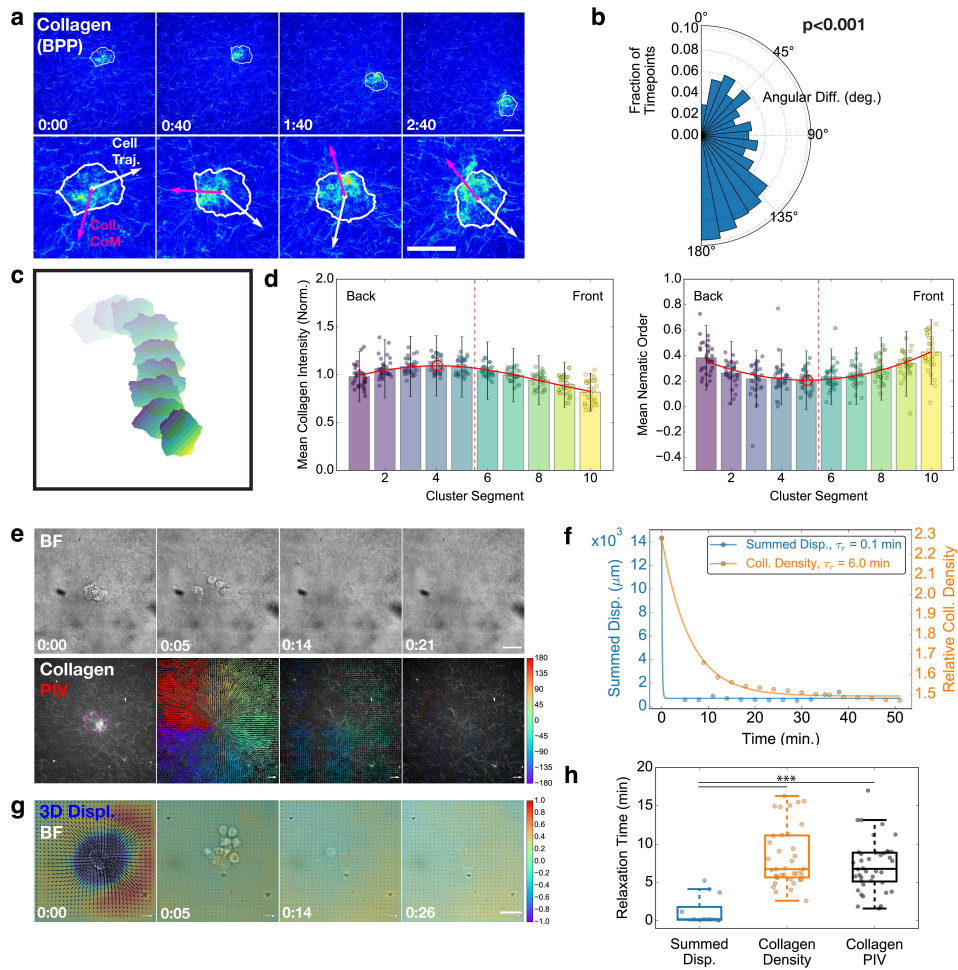 a
Collagen
(BPP)
0:00
0:40
1:40
2:40
Cell
Traj.
Coll.
CoM
b
p<0.001
0°
45°
90°
135°
180°
0.10
0.08
0.06
0.04
0.02
0.00
Fraction of
Timepoints
Angular Diff. (deg.)
c
d
Back
Front
2.0
1.5
1.0
0.5
0.0
Mean Collagen Intensity (Norm.)
2
4
6
8
10
Cluster Segment
Back
Front
1.0
0.8
0.6
0.4
0.2
0.0
−0.2
−0.4
Mean Nematic Order
2
4
6
8
10
Cluster Segment
e
BF
0:00
0:05
0:14
0:21
Collagen
PIV
180
135
90
45
0
−45
−90
−135
−180
f
x10³
14
12
10
8
6
4
2
0
Summed Disp. (μm)
Summed Disp., τr = 0.1 min
Coll. Density, τr = 6.0 min
2.3
2.2
2.1
2.0
1.9
1.8
1.7
1.6
1.5
Relative Coll. Density
0
10
20
30
40
50
Time (min.)
g
3D Displ.
BF
0:00
0:05
0:14
0:26
1.0
0.8
0.6
0.4
0.2
0.0
−0.2
−0.4
−0.6
−0.8
−1.0
h
***
20
15
10
5
0
Relaxation Time (min)
Summed
Disp.
Collagen
Density
Collagen
PIV